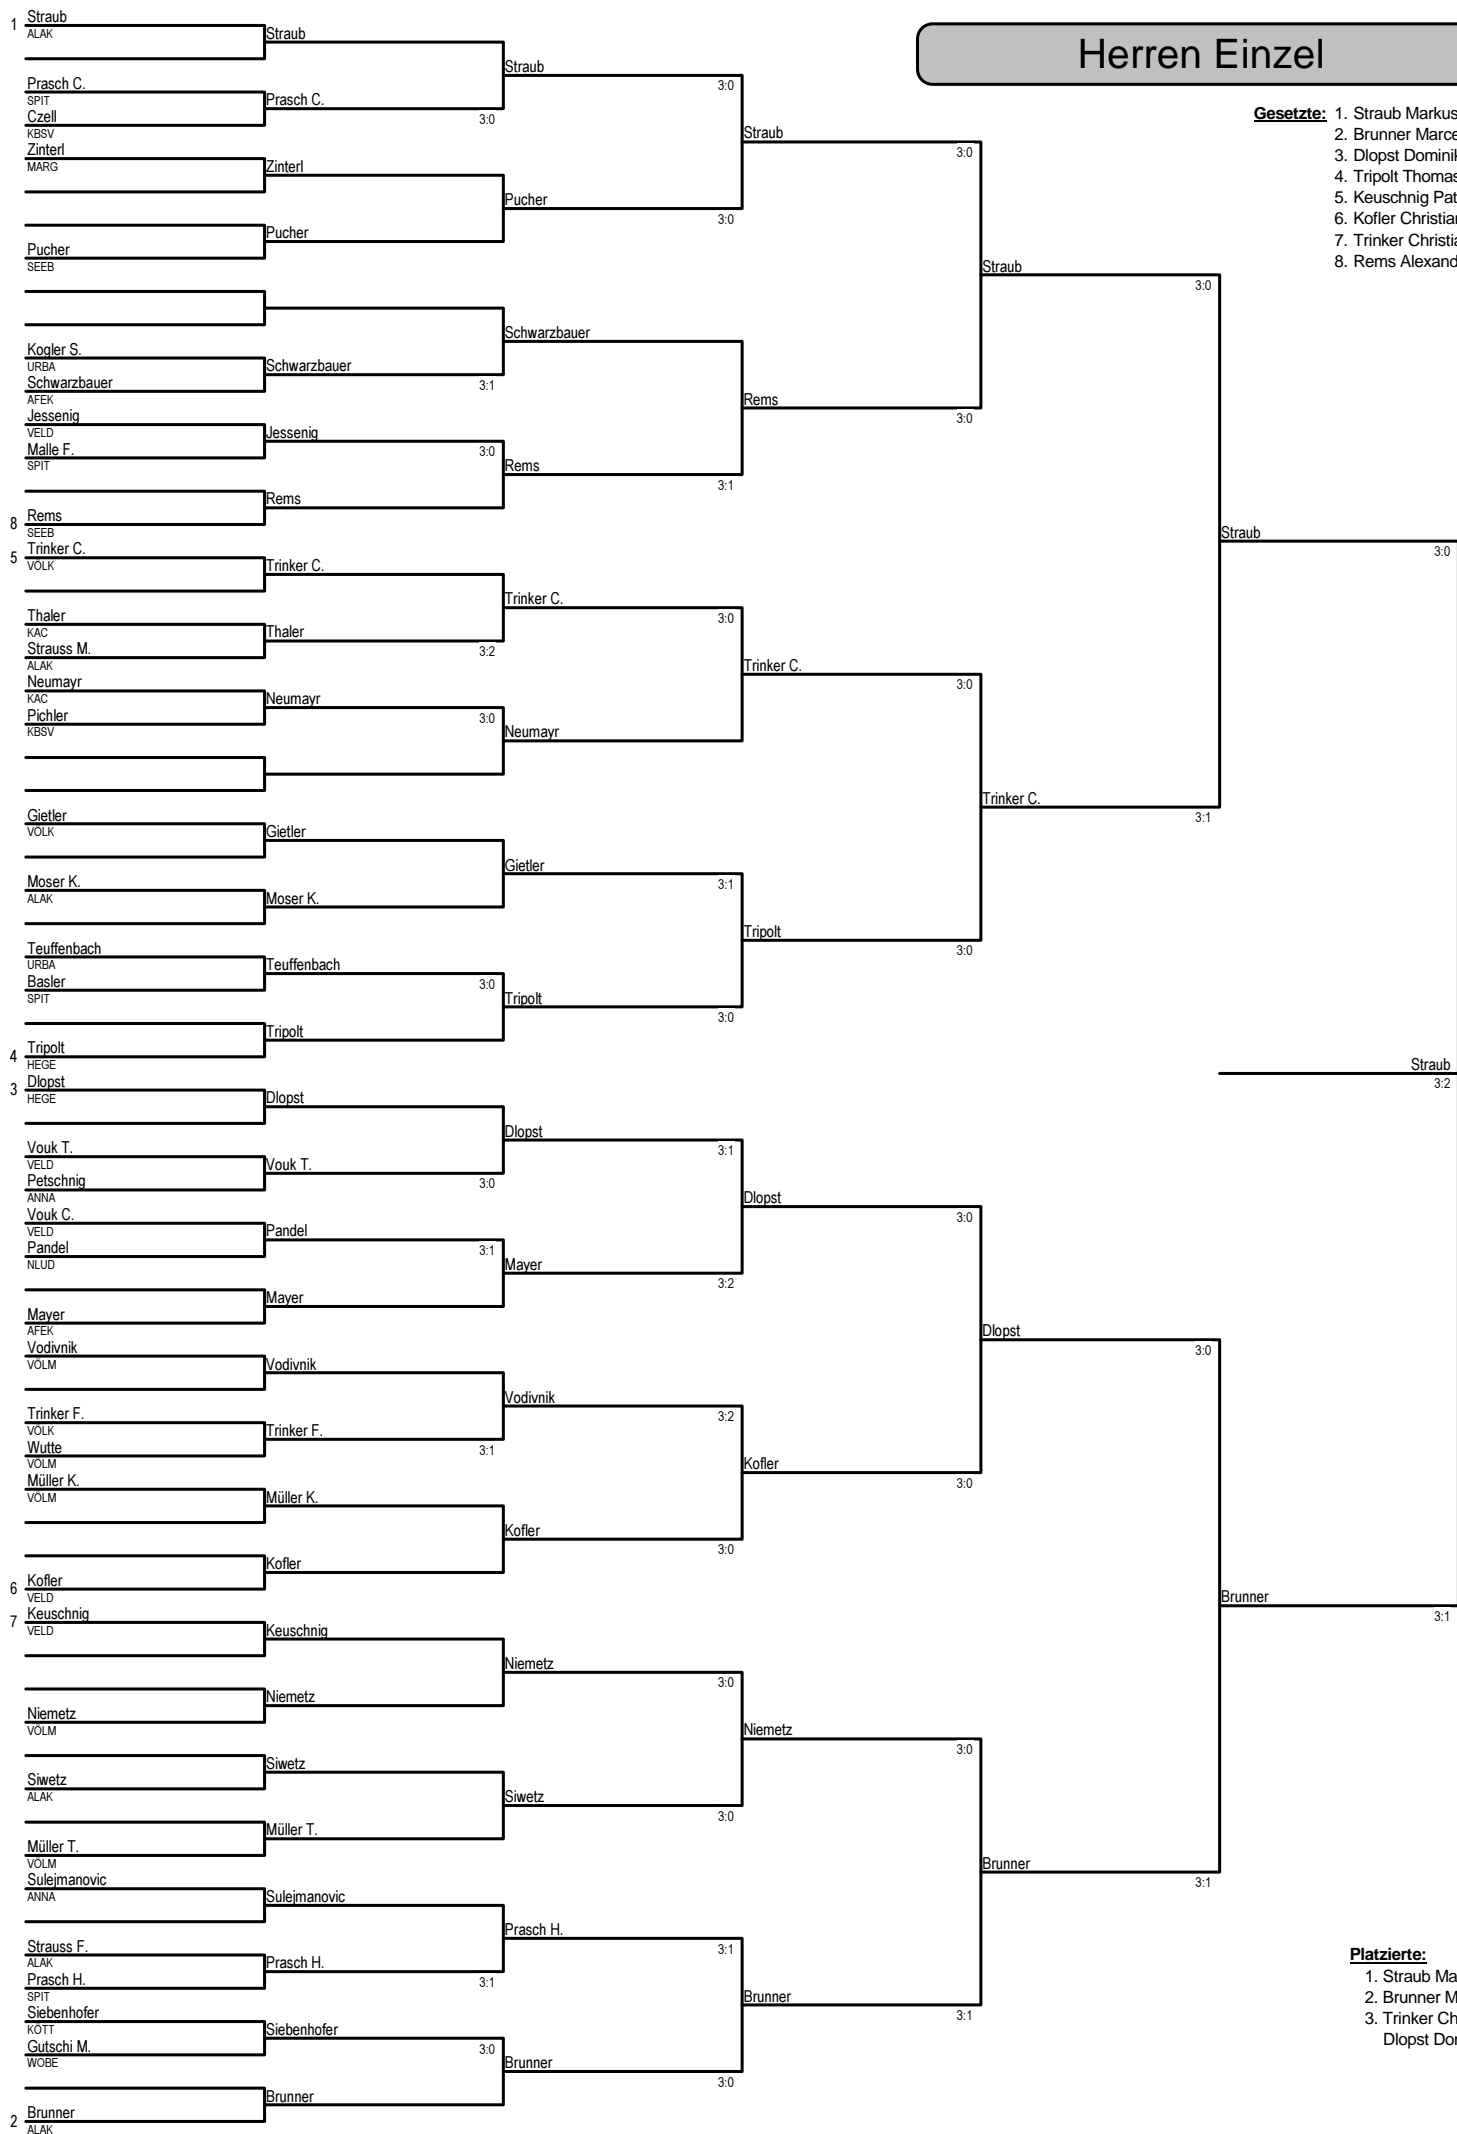 Herren Einzel
Gesetzte: 1. Straub Markus
2. Brunner Marce
3. Dlopst Dominik
4. Tripolt Thomas
5. Keuschnig Pat
6. Kofler Christian
7. Trinker Christia
8. Rems Alexand
1 Straub
ALAK
Prasch C.
SPIT
Czell
KBSV
Zinterl
MARG
Pucher
SEEB
Kogler S.
URBA
Schwarzbauer
AFEK
Jessenig
VELD
Malle F.
SPIT
8 Rems
SEEB
5 Trinker C.
VÖLK
Thaler
KAC
Strauss M.
ALAK
Neumayr
KAC
Pichler
KBSV
Gietler
VÖLK
Moser K.
ALAK
Teuffenbach
URBA
Basler
SPIT
4 Tripolt
HEGE
3 Dlopst
HEGE
Vouk T.
VELD
Petschnig
ANNA
Vouk C.
VELD
Pandel
NLUD
Mayer
AFEK
Vodivnik
VÖLM
Trinker F.
VÖLK
Wutte
VÖLM
Müller K.
VÖLM
6 Kofler
VELD
7 Keuschnig
VELD
Niemetz
VÖLM
Siwetz
ALAK
Müller T.
VÖLM
Sulejmanovic
ANNA
Strauss F.
ALAK
Prasch H.
SPIT
Siebenhofer
KÖTT
Gutschi M.
WOBE
2 Brunner
ALAK
Straub
Prasch C.
3:0
Zinterl
Pucher
Schwarzbauer
3:1
Jessenig
3:0
Rems
Trinker C.
Thaler
3:2
Neumayr
3:0
Gietler
Moser K.
Teuffenbach
3:0
Tripolt
Dlopst
Vouk T.
3:0
Pandel
3:1
Mayer
Vodivnik
Trinker F.
3:1
Müller K.
Kofler
Keuschnig
Niemetz
Siwetz
Müller T.
Sulejmanovic
Prasch H.
3:1
Siebenhofer
3:0
Brunner
Straub
3:0
Pucher
3:0
Schwarzbauer
Rems
3:1
Trinker C.
3:0
Neumayr
Gietler
3:1
Tripolt
3:0
Dlopst
3:1
Mayer
3:2
Vodivnik
3:2
Kofler
3:0
Niemetz
3:0
Siwetz
3:0
Prasch H.
3:1
Brunner
3:0
Straub
3:0
Rems
3:0
Trinker C.
3:0
Tripolt
3:0
Dlopst
3:0
Kofler
3:0
Niemetz
3:0
Brunner
3:1
Straub
3:0
Trinker C.
3:1
Dlopst
3:0
Brunner
3:1
Straub
3:0
Brunner
3:1
Straub
3:2
Platzierte:
1. Straub Ma
2. Brunner M
3. Trinker Ch
Dlopst Dor